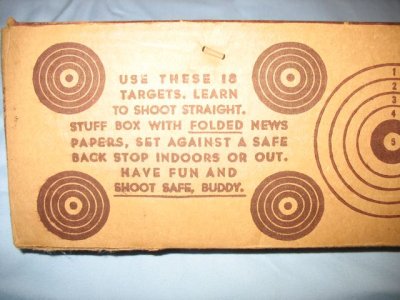 USE THESE 18
TARGETS. LEARN
TO SHOOT STRAIGHT.
STUFF BOX WITH FOLDED NEWS
PAPERS, SET AGAINST A SAFE
BACK STOP INDOORS OR OUT.
HAVE FUN AND
SHOOT SAFE, BUDDY.
1
2
3
4
5